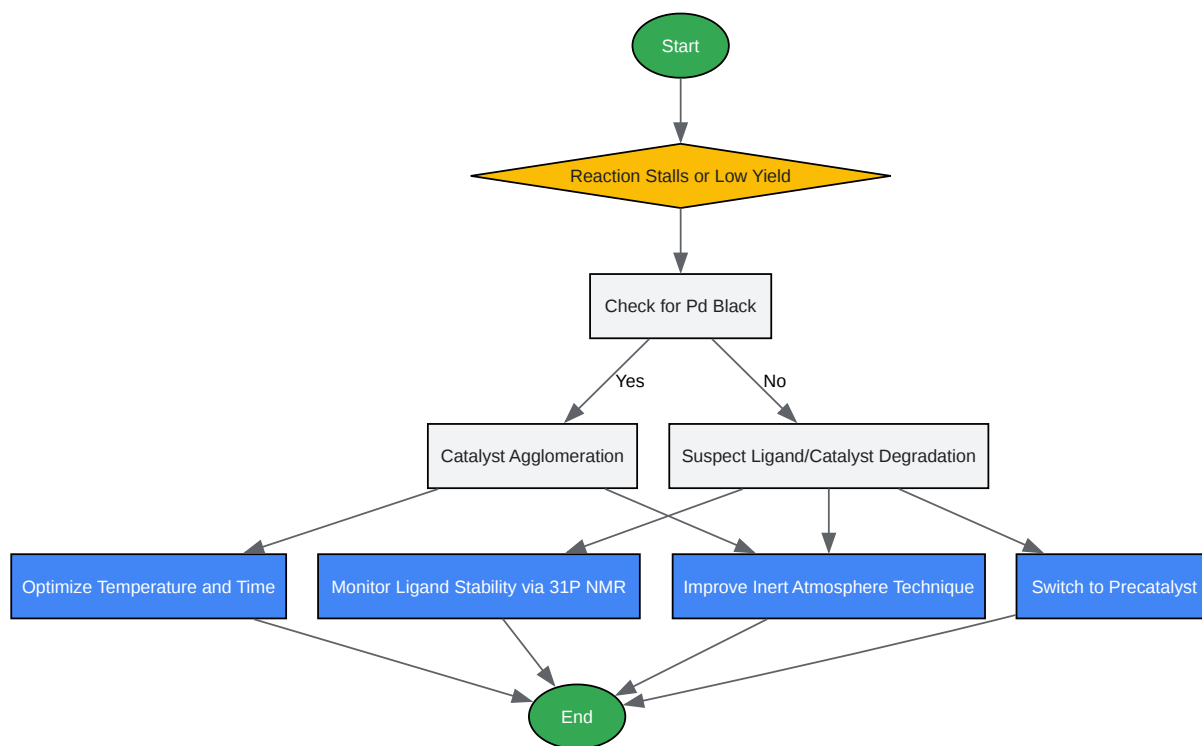 Start
Reaction Stalls or Low Yield
Check for Pd Black
Yes
No
Catalyst Agglomeration
Suspect Ligand/Catalyst Degradation
Optimize Temperature and Time
Monitor Ligand Stability via 31P NMR
Improve Inert Atmosphere Technique
Switch to Precatalyst
End